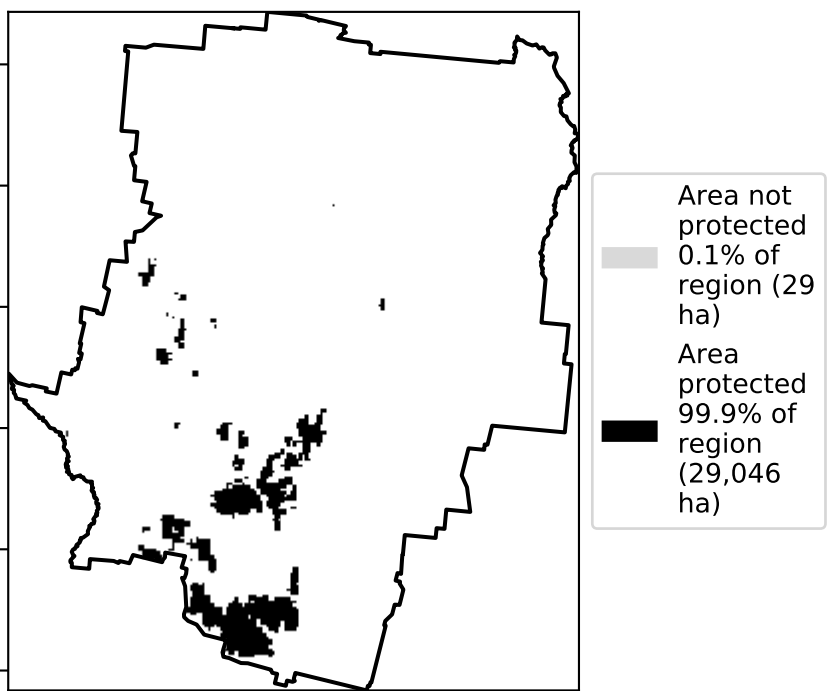 Area not
protected
0.1% of
region (29
ha)
Area
protected
99.9% of
region
(29,046
ha)